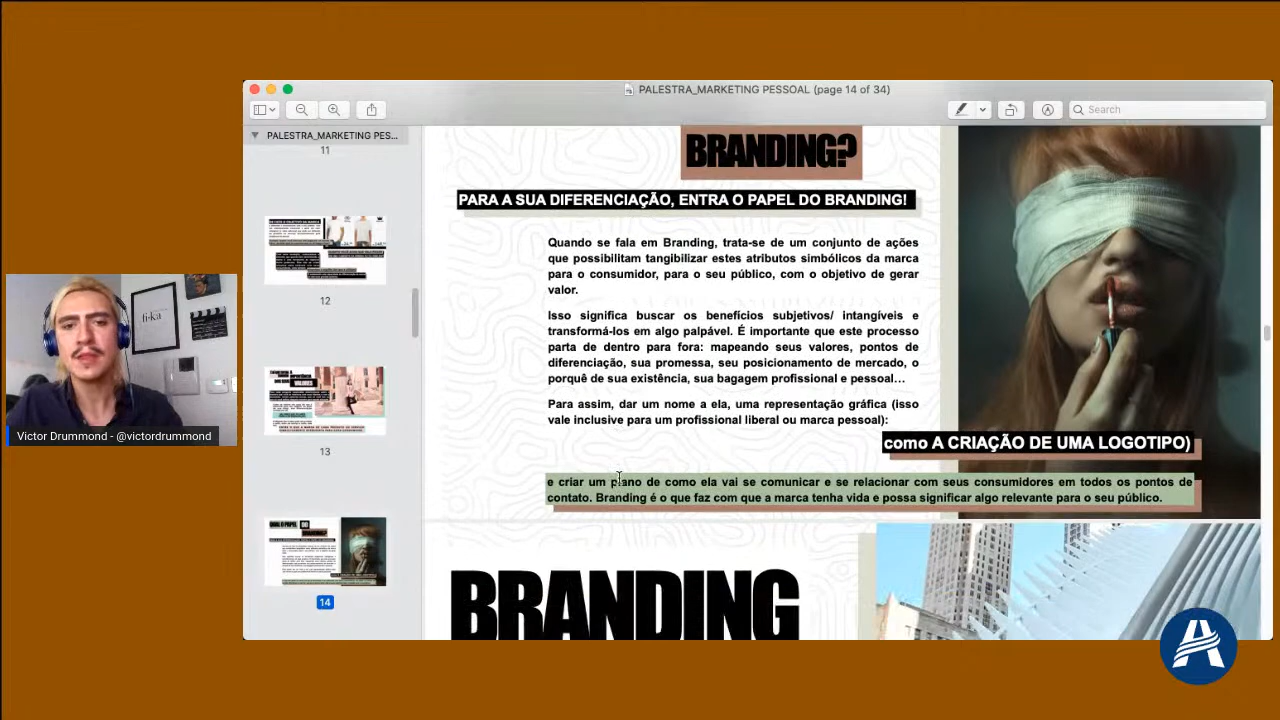 PALESTRA_MARKETING PESSOAL (page 14 of 34)
Search
PALESTRA_MARKETING PES...
11
12
13
14
BRANDING?
PARA A SUA DIFERENCIAÇÃO, ENTRA O PAPEL DO BRANDING!
Quando se fala em Branding, trata-se de um conjunto de ações
que possibilitam tangibilizar estes atributos simbólicos da marca
para o consumidor, para o seu público, com o objetivo de gerar
valor.
Isso significa buscar os benefícios subjetivos/ intangíveis e
transformá-los em algo palpável. É importante que este processo
parta de dentro para fora: mapeando seus valores, pontos de
diferenciação, sua promessa, seu posicionamento de mercado, o
porquê de sua existência, sua bagagem profissional e pessoal...
Para assim, dar um nome a ela, uma representação gráfica (isso
vale inclusive para um profissional liberal ou marca pessoal):
como A CRIAÇÃO DE UMA LOGOTIPO)
e criar um plano de como ela vai se comunicar e se relacionar com seus consumidores em todos os pontos de
contato. Branding é o que faz com que a marca tenha vida e possa significar algo relevante para o seu público.
BRANDING
fi·ka
Victor Drummond - @victordrummond